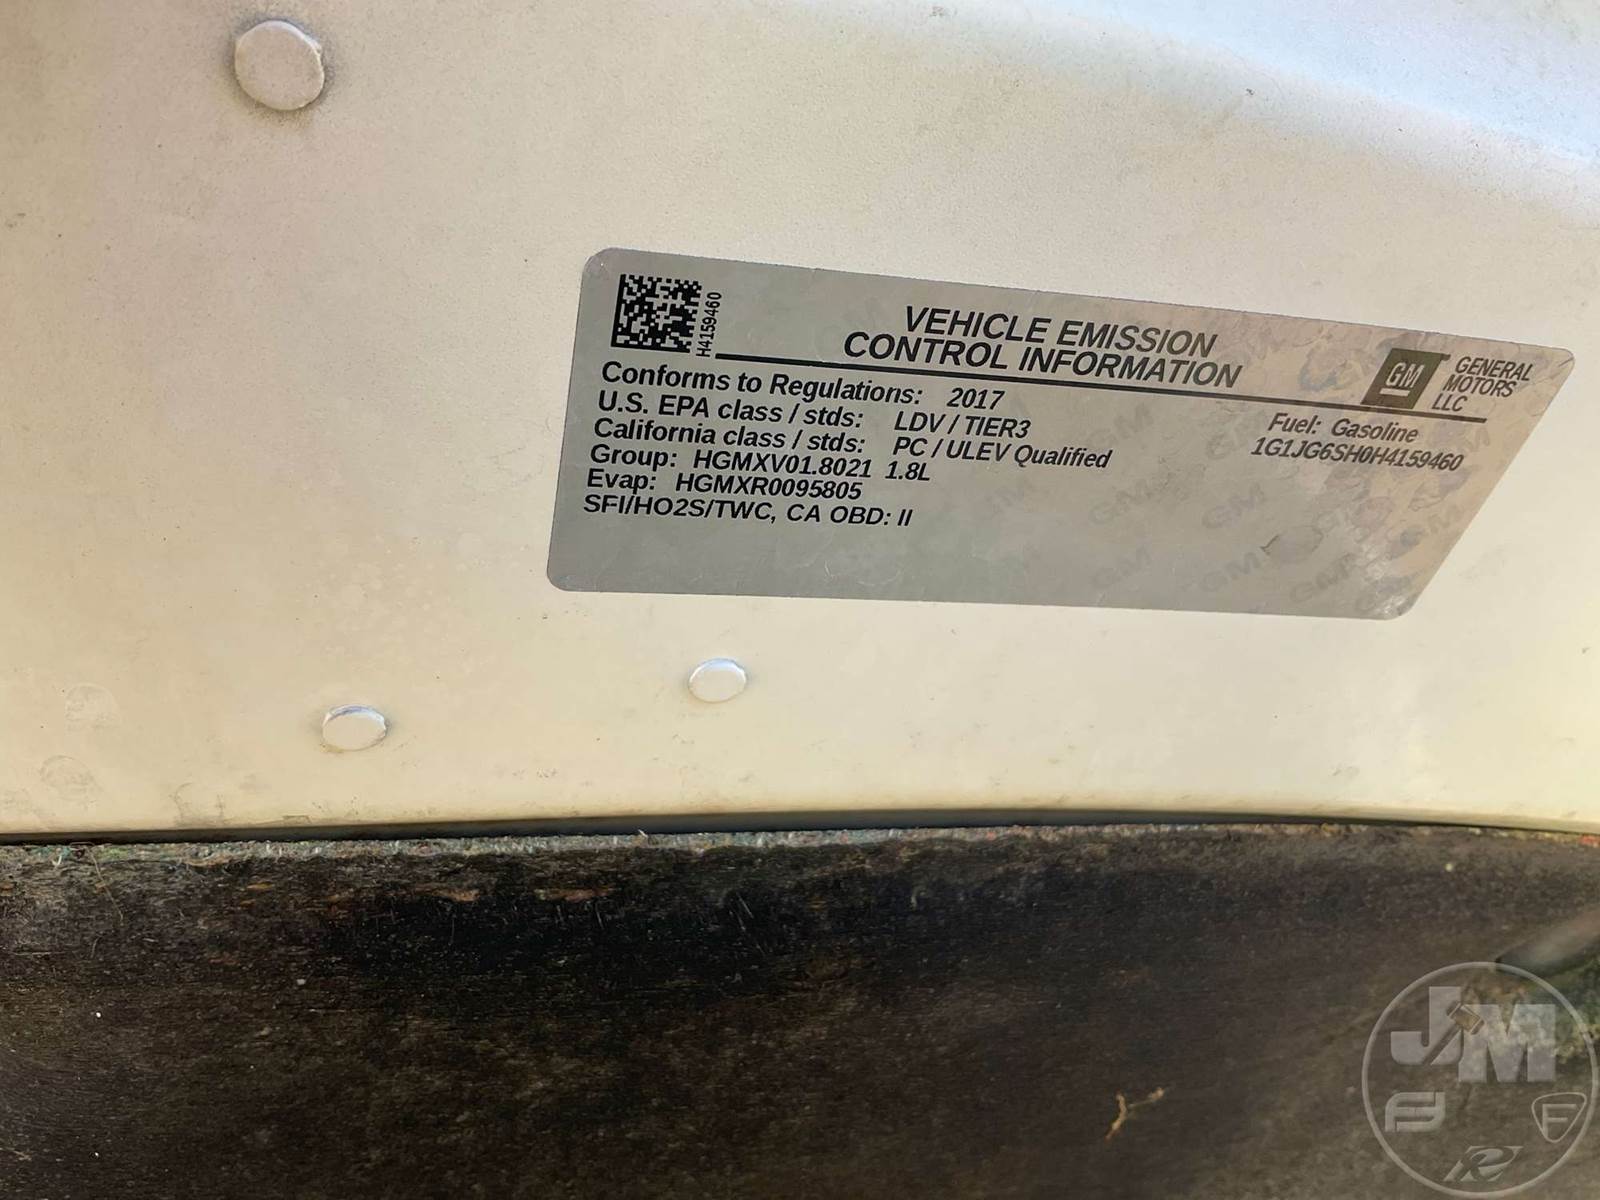 H4159460
VEHICLE EMISSION
CONTROL INFORMATION
GM GENERAL
MOTORS
LLC
Conforms to Regulations: 2017
U.S. EPA class / stds: LDV / TIER3
California class / stds: PC / ULEV Qualified
Group: HGMXV01.8021 1.8L
Evap: HGMXR0095805
SFI/HO2S/TWC, CA OBD: II
Fuel: Gasoline
1G1JG6SH0H4159460
JM